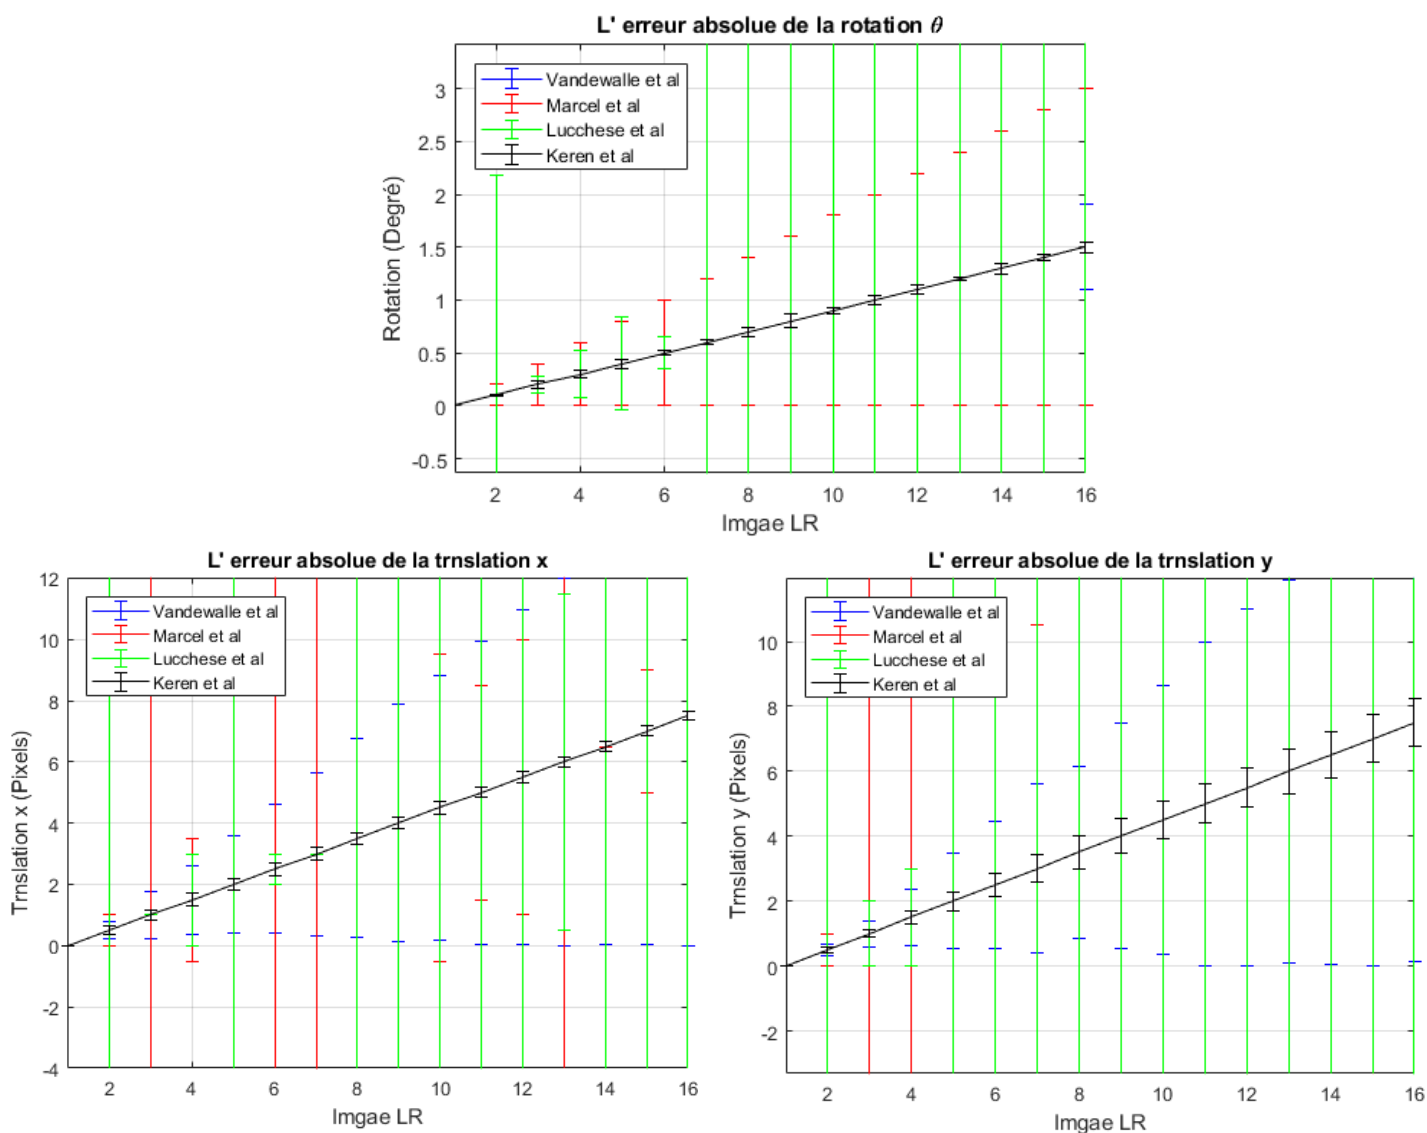 L' erreur absolue de la rotation θ
Vandewalle et al
Marcel et al
Lucchese et al
Keren et al
Rotation (Degré)
3
2.5
2
1.5
1
0.5
0
-0.5
2 4 6 8 10 12 14 16
Imgae LR
L' erreur absolue de la trnslation x
Vandewalle et al
Marcel et al
Lucchese et al
Keren et al
Trnslation x (Pixels)
12
10
8
6
4
2
0
-2
-4
2 4 6 8 10 12 14 16
Imgae LR
L' erreur absolue de la trnslation y
Vandewalle et al
Marcel et al
Lucchese et al
Keren et al
Trnslation y (Pixels)
10
8
6
4
2
0
-2
2 4 6 8 10 12 14 16
Imgae LR